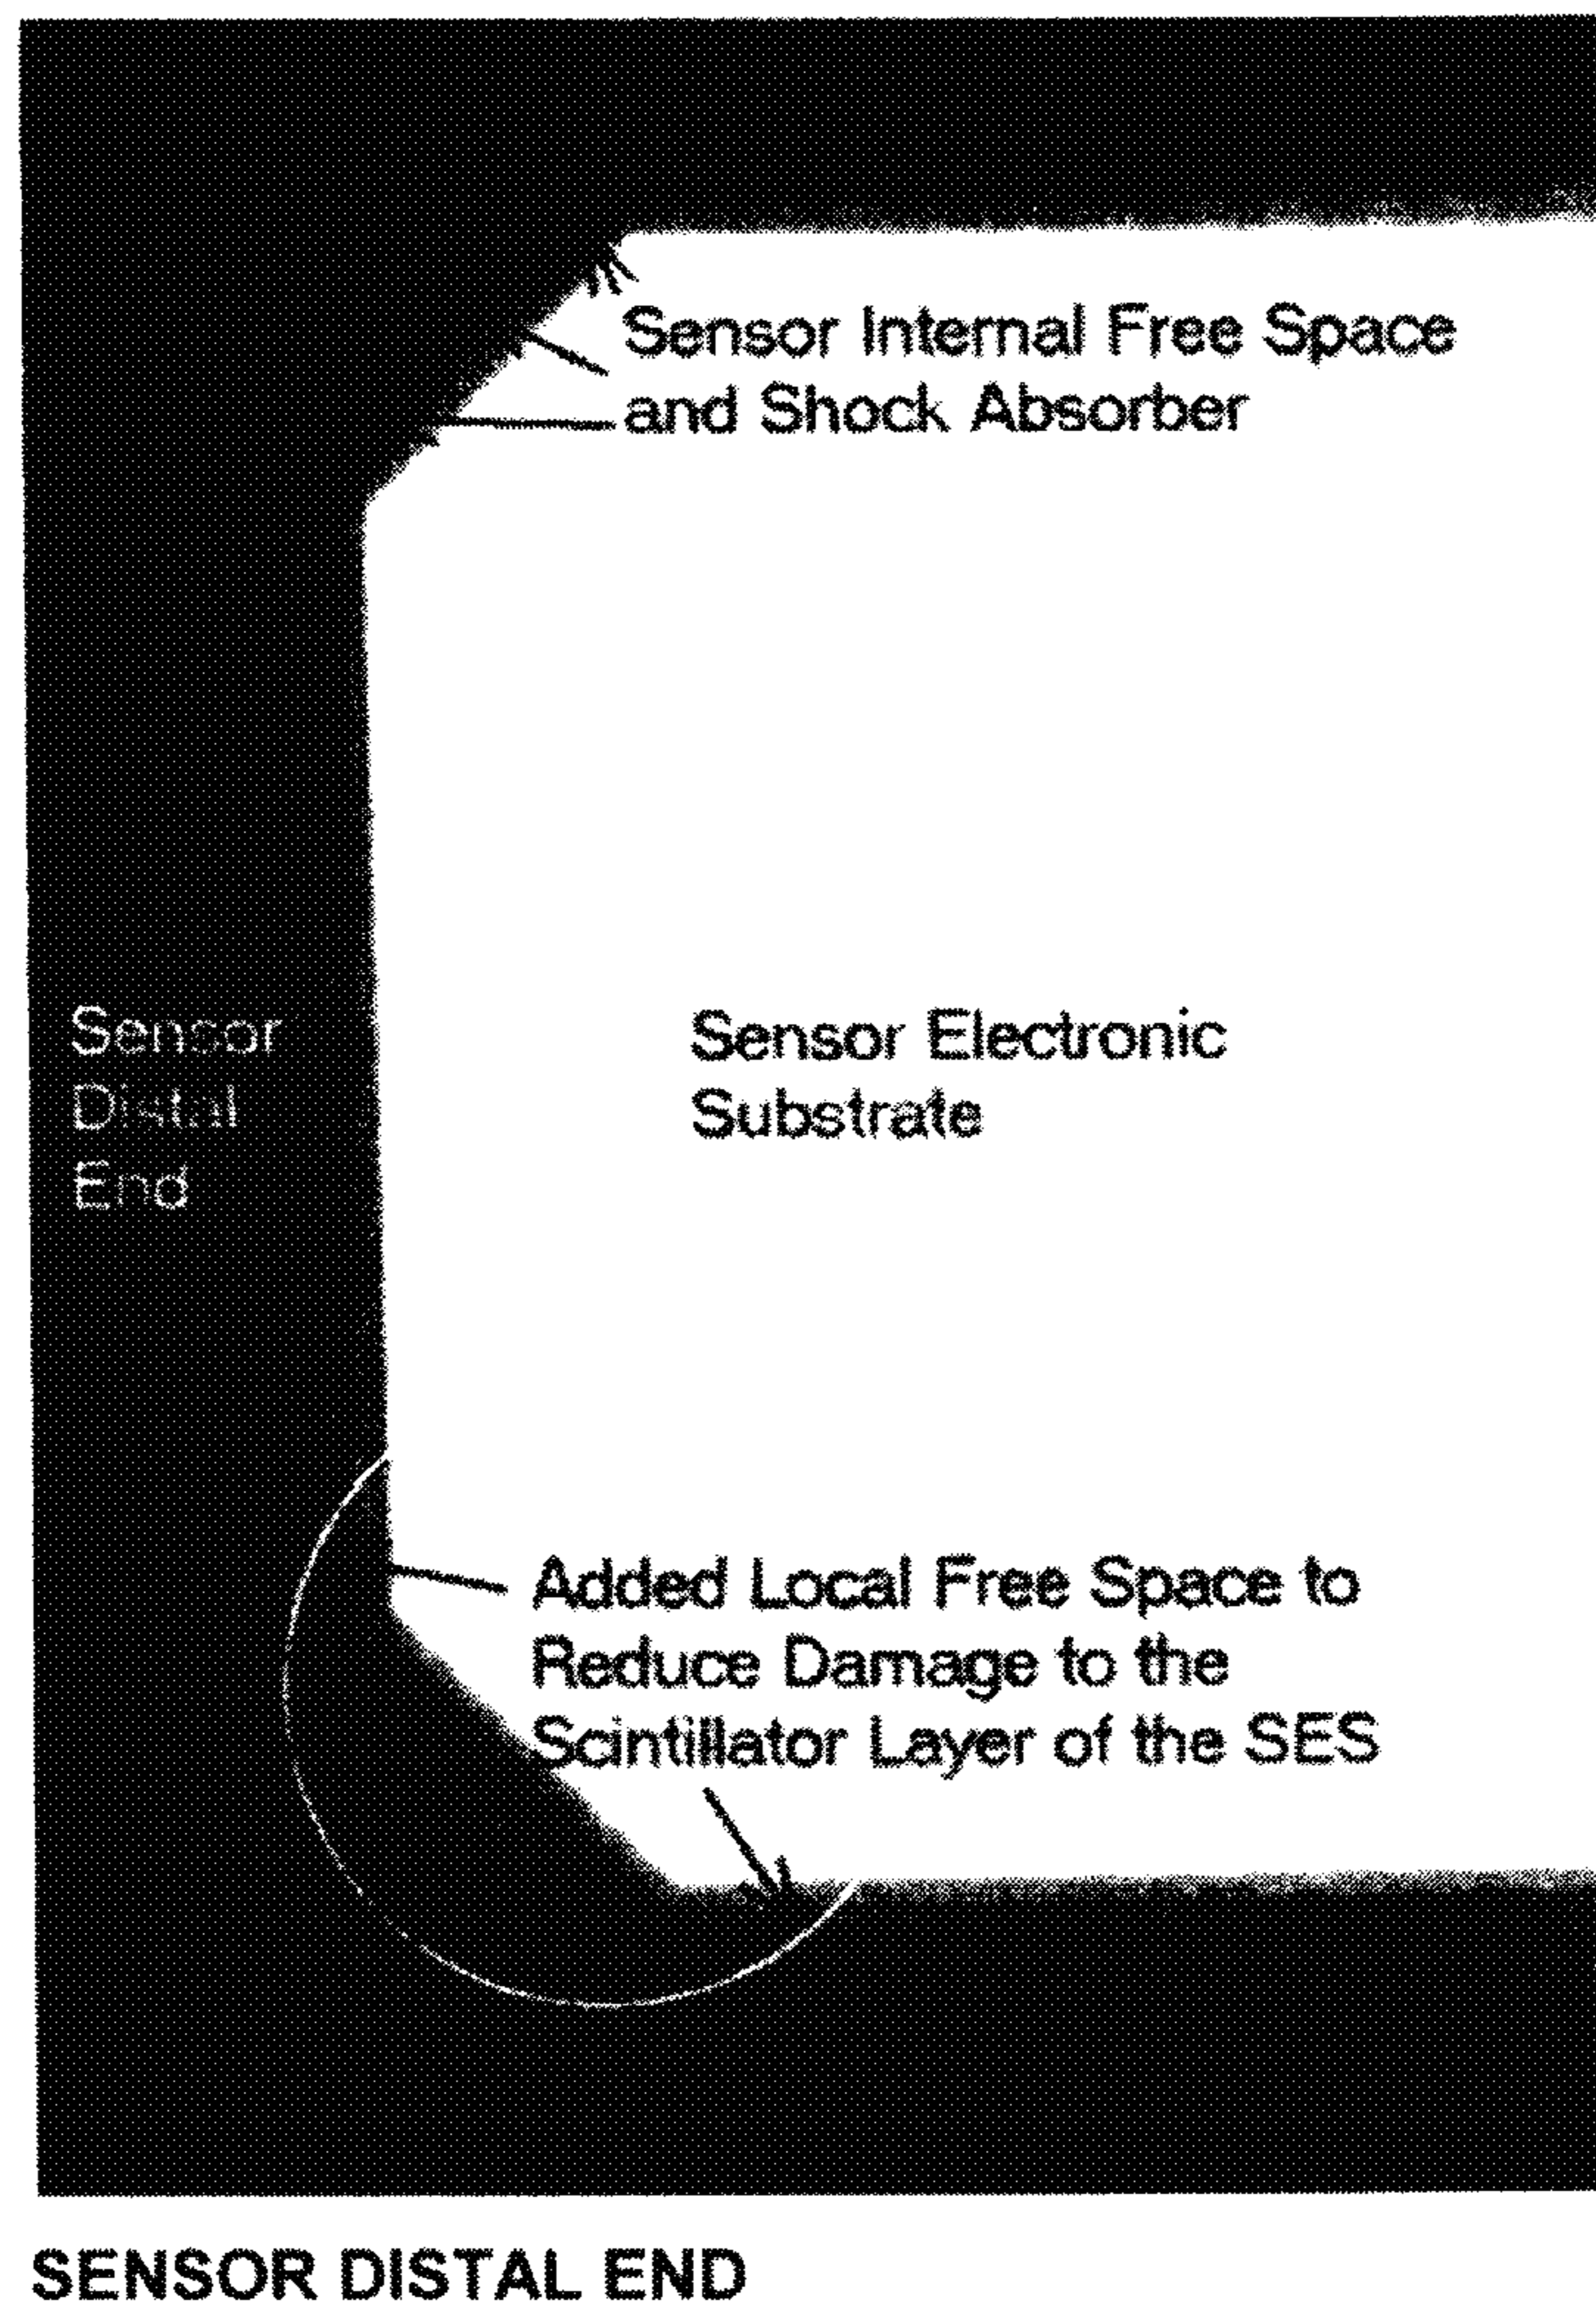 Sensor Internal Free Space
and Shock Absorber
Sensor
Distal
End
Sensor Electronic
Substrate
Added Local Free Space to
Reduce Damage to the
Scintillator Layer of the SES
SENSOR DISTAL END